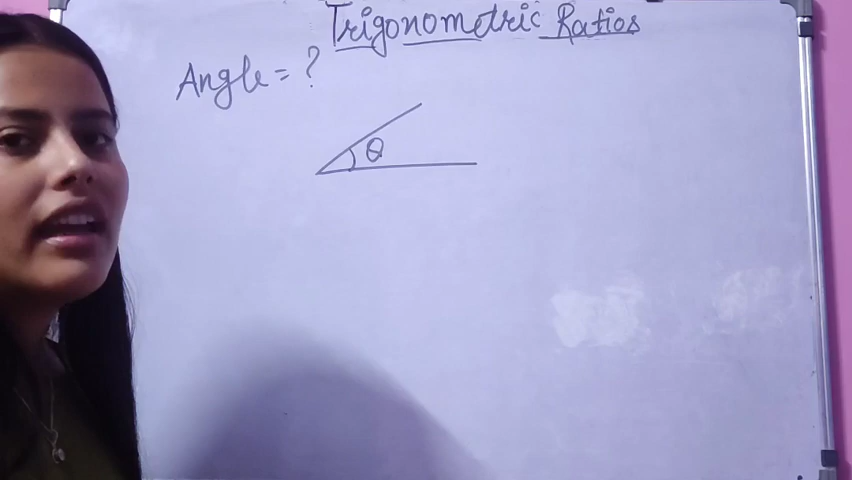 Trigonometric Ratios
Angle = ?
θ